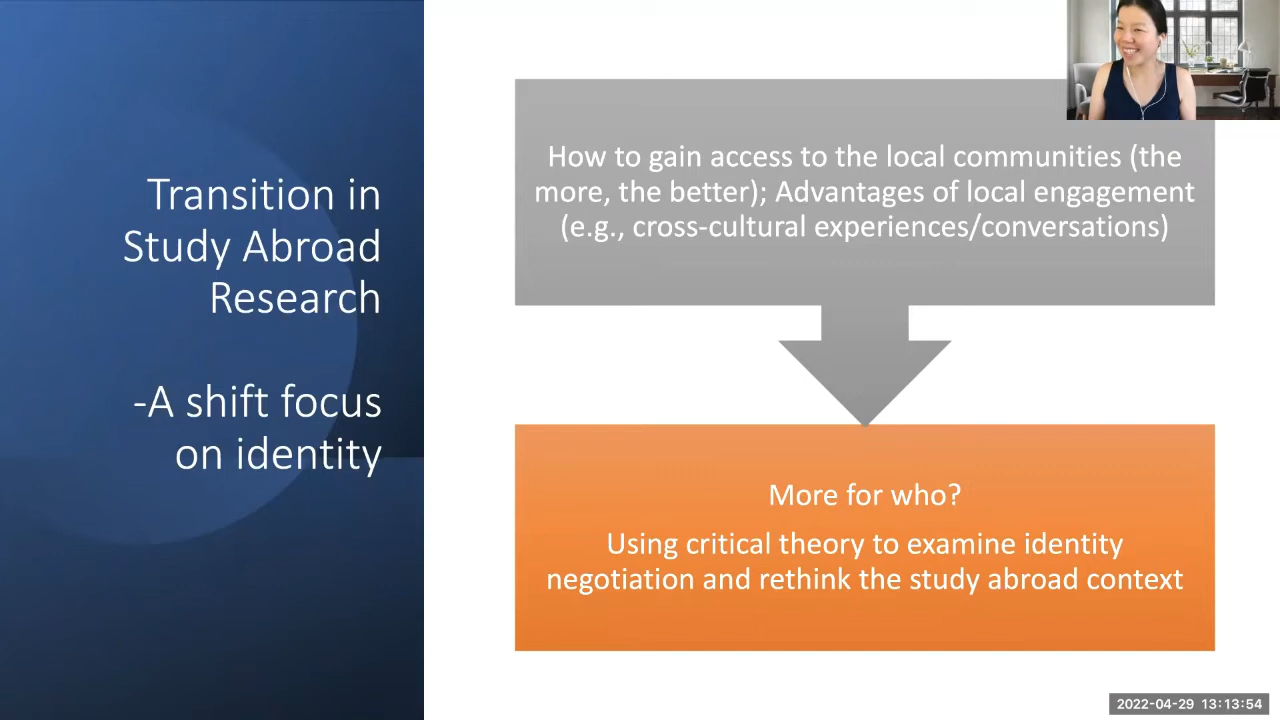 Transition in
Study Abroad
Research
-A shift focus
on identity
How to gain access to the local communities (the
more, the better); Advantages of local engagement
(e.g., cross-cultural experiences/conversations)
More for who?
Using critical theory to examine identity
negotiation and rethink the study abroad context
2022-04-29 13:13:54